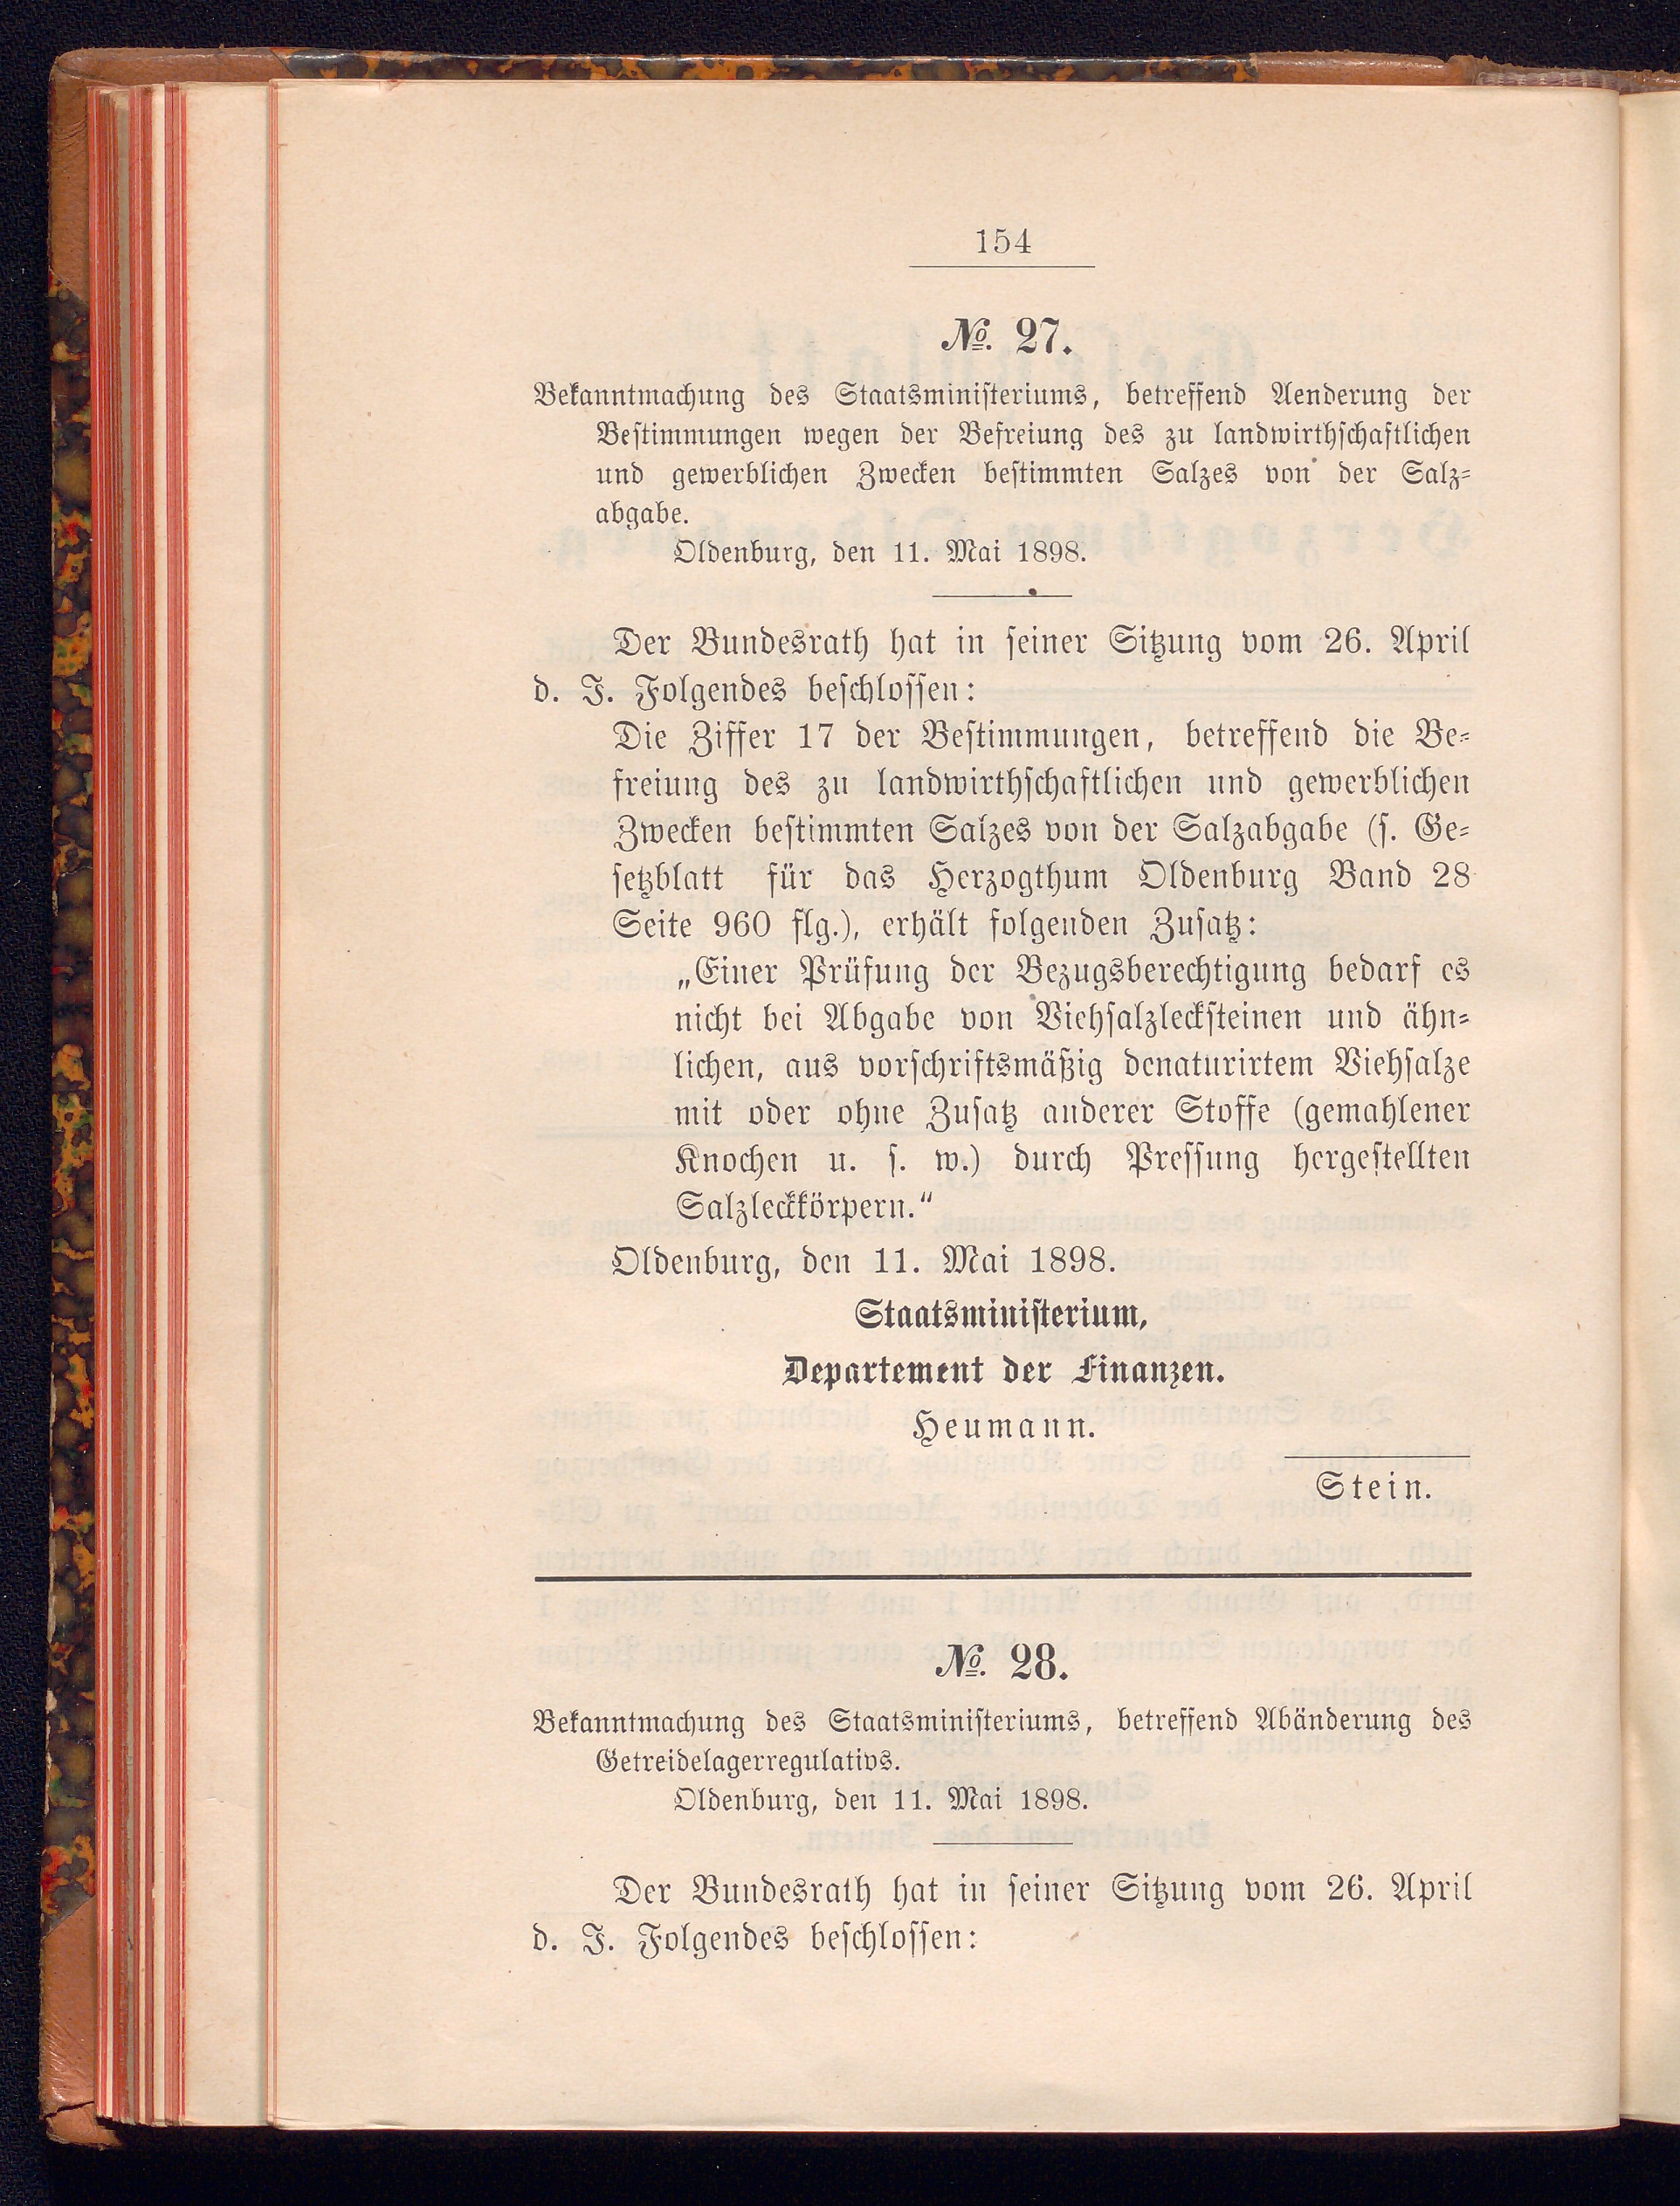 154
№. 27.
Bekanntmachung des Staatsministeriums, betreffend Aenderung der
Bestimmungen wegen der Befreiung des zu landwirthschaftlichen
und gewerblichen Zwecken bestimmten Salzes von der Salz-
abgabe.
Oldenburg, den 11. Mai 1898.
Der Bundesrath hat in seiner Sitzung vom 26. April
d. J. Folgendes beschlossen:
Die Ziffer 17 der Bestimmungen, betreffend die Be-
freiung des zu landwirthschaftlichen und gewerblichen
Zwecken bestimmten Salzes von der Salzabgabe (s. Ge-
setzblatt für das Herzogthum Oldenburg Band 28
Seite 960 flg.), erhält folgenden Zusatz:
„Einer Prüfung der Bezugsberechtigung bedarf es
nicht bei Abgabe von Viehsalzlecksteinen und ähn-
lichen, aus vorschriftsmäßig denaturirtem Viehsalze
mit oder ohne Zusatz anderer Stoffe (gemahlener
Knochen u. s. w.) durch Pressung hergestellten
Salzleckkörpern.“
Oldenburg, den 11. Mai 1898.
Staatsministerium,
Departement der Finanzen.
Heumann.
Stein.
№. 28.
Bekanntmachung des Staatsministeriums, betreffend Abänderung des
Getreidelagerregulativs.
Oldenburg, den 11. Mai 1898.
Der Bundesrath hat in seiner Sitzung vom 26. April
d. J. Folgendes beschlossen: